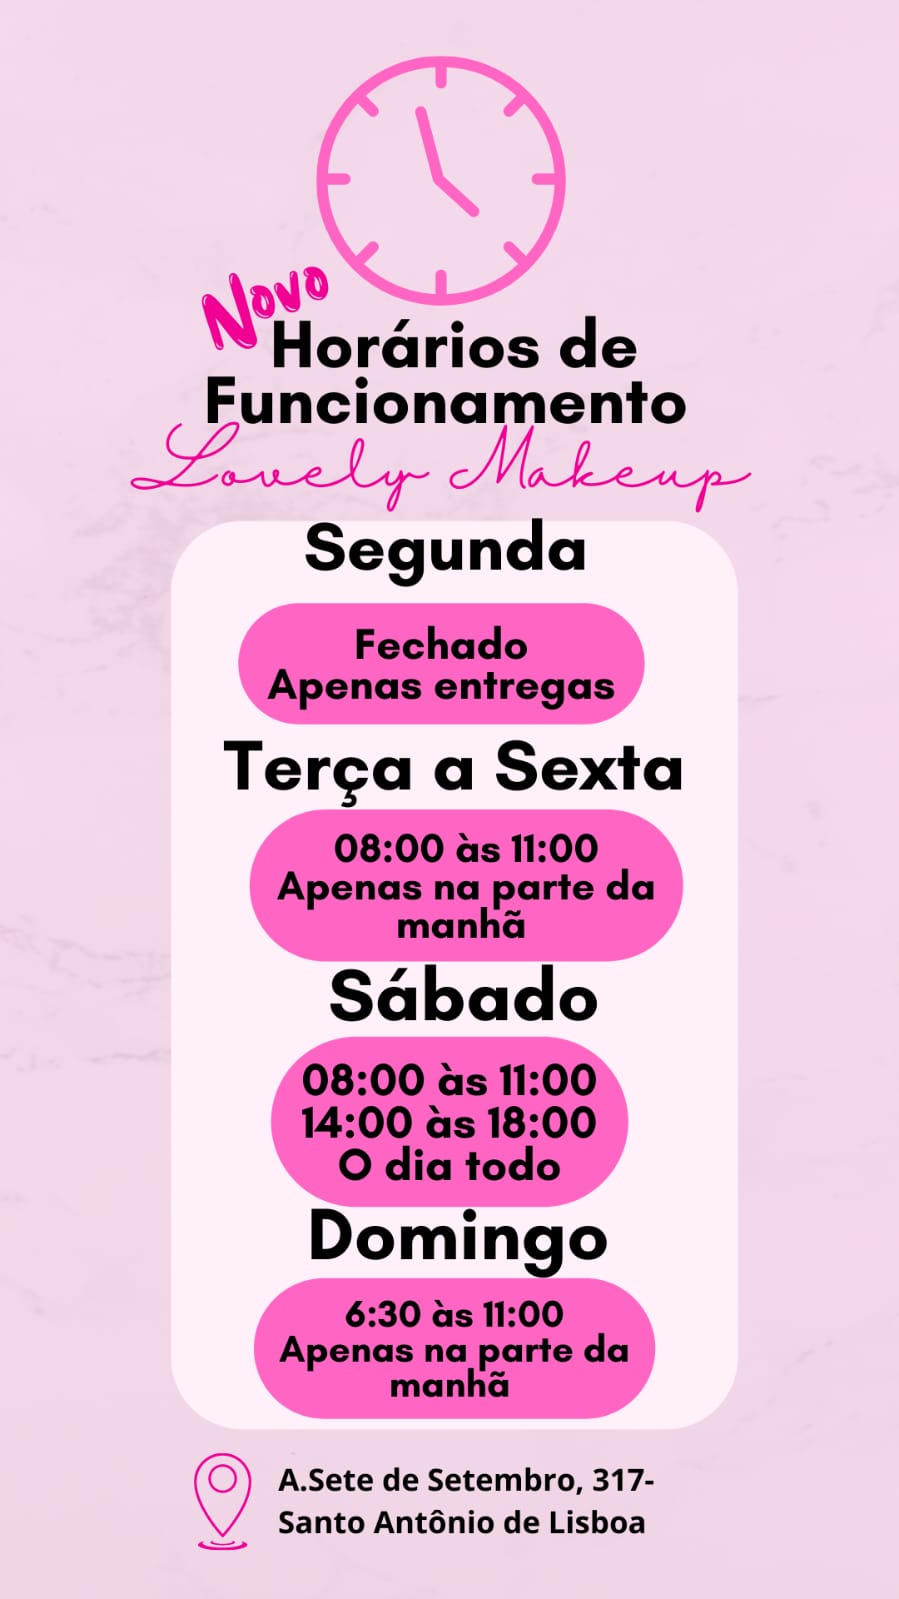 Novo
Horários de
Funcionamento
Lovely Makeup
Segunda
Fechado
Apenas entregas
Terça a Sexta
08:00 às 11:00
Apenas na parte da
manhã
Sábado
08:00 às 11:00
14:00 às 18:00
O dia todo
Domingo
6:30 às 11:00
Apenas na parte da
manhã
A.Sete de Setembro, 317-
Santo Antônio de Lisboa